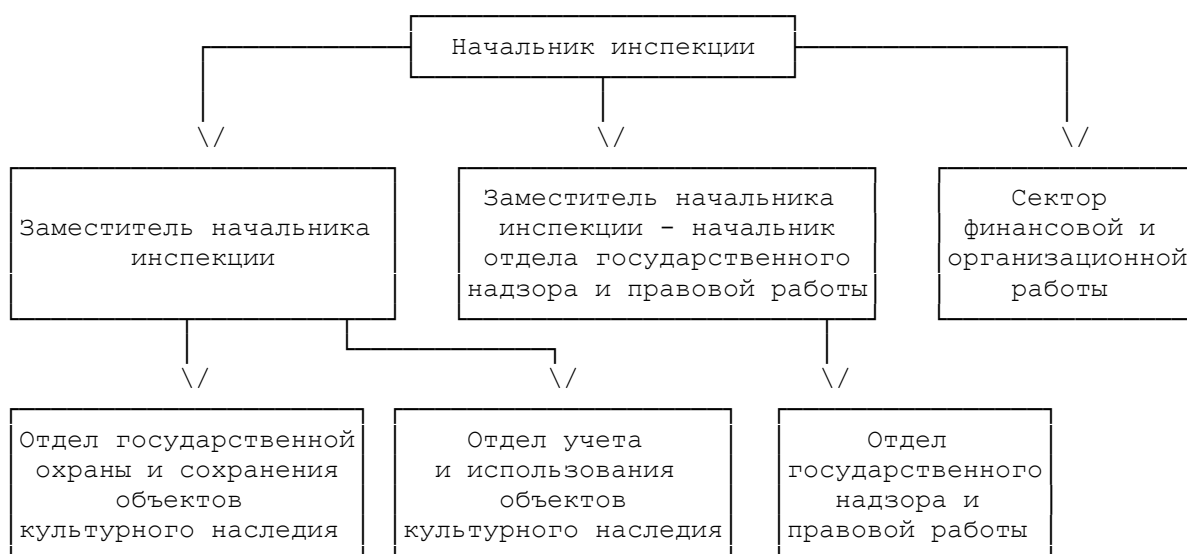 Начальник инспекции
Заместитель начальника
инспекции
Заместитель начальника
инспекции - начальник
отдела государственного
надзора и правовой работы
Сектор
финансовой и
организационной
работы
Отдел государственной
охраны и сохранения
объектов
культурного наследия
Отдел учета
и использования
объектов
культурного наследия
Отдел
государственного
надзора и
правовой работы